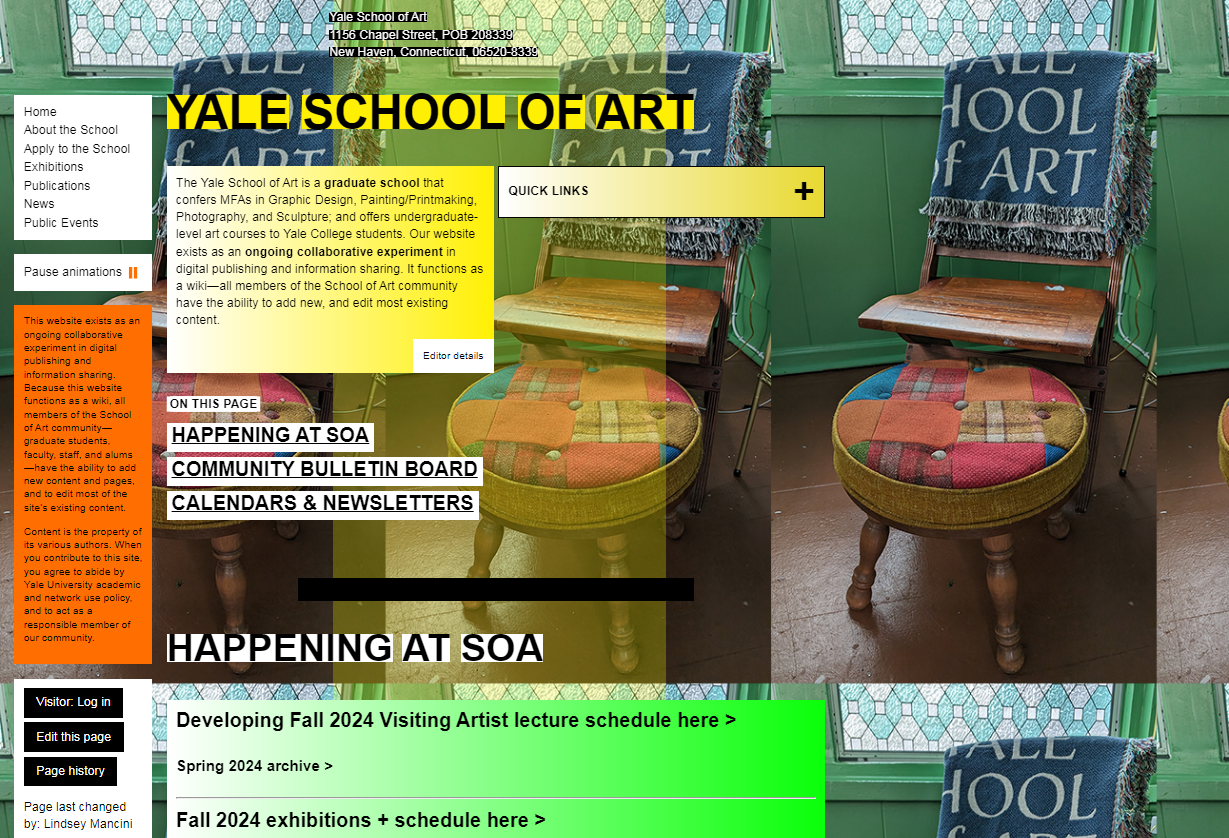 Yale School of Art
1156 Chapel Street, POB 208339
New Haven, Connecticut, 06520-8339
Home
About the School
Apply to the School
Exhibitions
Publications
News
Public Events
Pause animations
This website exists as an
ongoing collaborative
experiment in digital
publishing and
information sharing.
Because this website
functions as a wiki, all
members of the School
of Art community—
graduate students,
faculty, staff, and alums
—have the ability to add
new content and pages,
and to edit most of the
site's existing content.
Content is the property of
its various authors. When
you contribute to this site,
you agree to abide by
Yale University academic
and network use policy,
and to act as a
responsible member of
our community.
Visitor: Log in
Edit this page
Page history
Page last changed
by: Lindsey Mancini
YALE SCHOOL OF ART
The Yale School of Art is a graduate school that
confers MFAs in Graphic Design, Painting/Printmaking,
Photography, and Sculpture; and offers undergraduate-
level art courses to Yale College students. Our website
exists as an ongoing collaborative experiment in
digital publishing and information sharing. It functions as
a wiki—all members of the School of Art community
have the ability to add new, and edit most existing
content.
Editor details
QUICK LINKS +
ON THIS PAGE
HAPPENING AT SOA
COMMUNITY BULLETIN BOARD
CALENDARS & NEWSLETTERS
HAPPENING AT SOA
Developing Fall 2024 Visiting Artist lecture schedule here >
Spring 2024 archive >
Fall 2024 exhibitions + schedule here >
ALL
HOOL
of ART
ALL
HOOL
of ART
ALL
HOOL